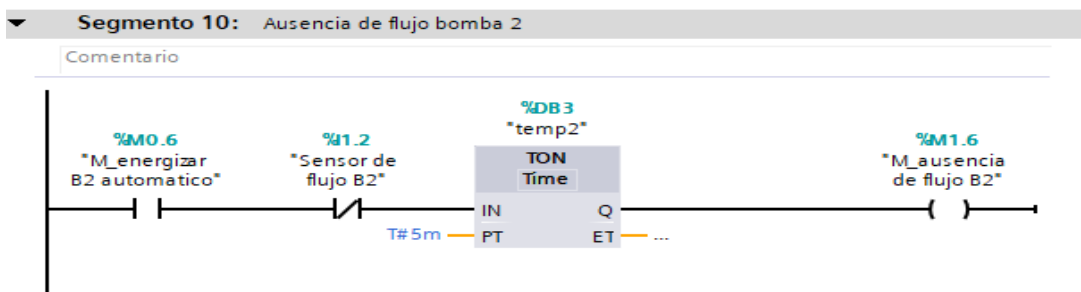 Segmento 10: Ausencia de flujo bomba 2
Comentario
%DB3
"temp2"
%M0.6
"M_energizar
B2 automatico"
%I1.2
"Sensor de
flujo B2"
TON
Time
%M1.6
"M_ausencia
de flujo B2"
IN
Q
T#5m
PT
ET
...